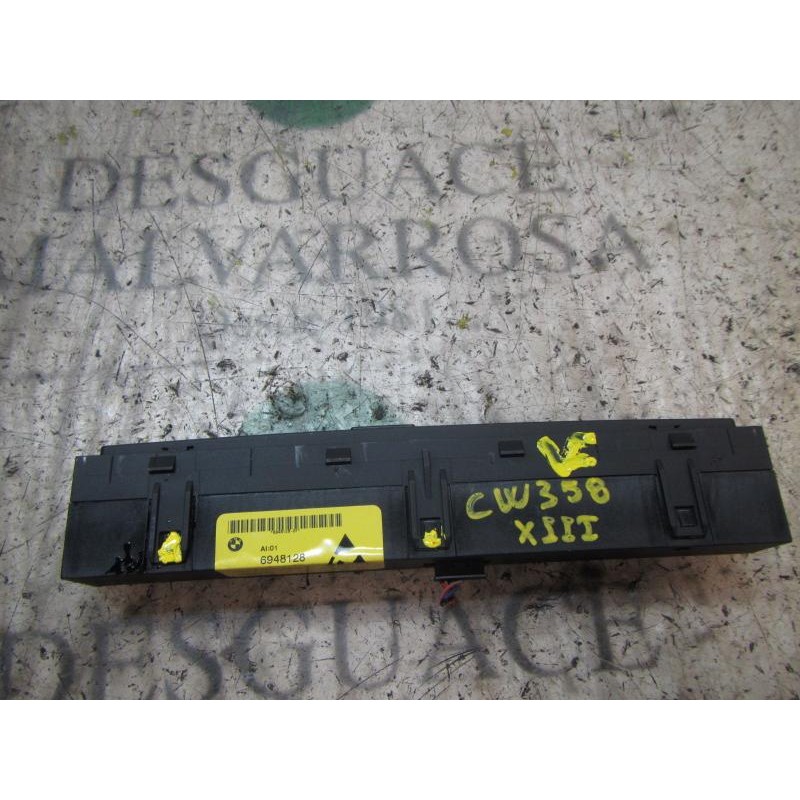 DESGUACE
MALVARROSA
CW358
XIII
AI:01
6948128
DESGUACE